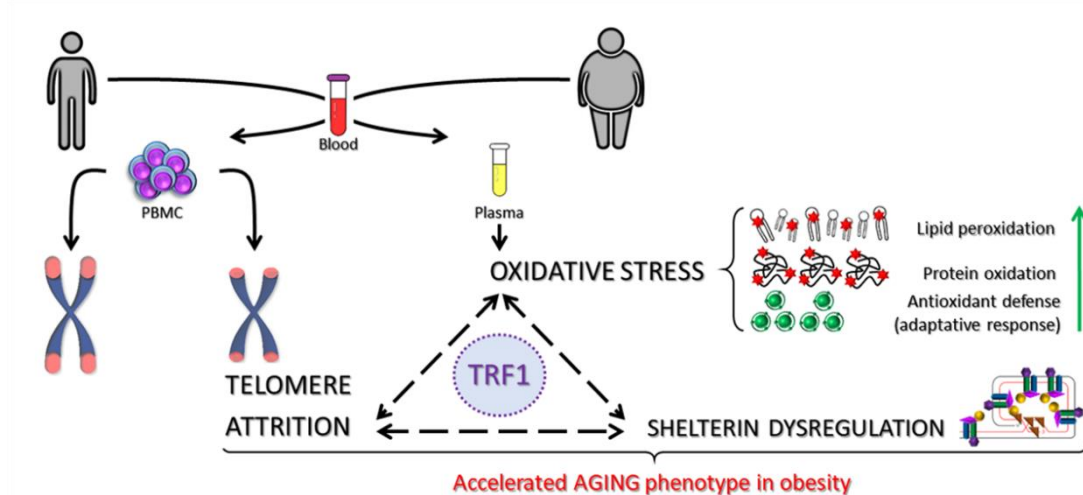 Blood
PBMC
Plasma
OXIDATIVE STRESS
Lipid peroxidation
Protein oxidation
Antioxidant defense
(adaptative response)
TRF1
TELOMERE
ATTRITION
SHELTERIN DYSREGULATION
Accelerated AGING phenotype in obesity